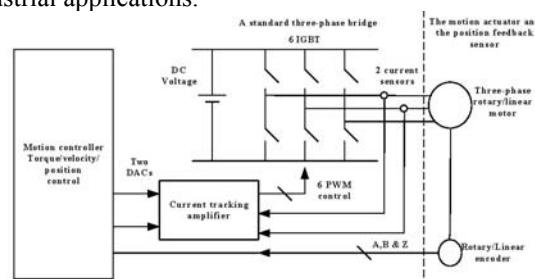 ustrial applications.
A standard three-phase bridge
6 IGBT
The motion actuator an
the position feedback
sensor
DC
Voltage
2 current
sensors
Three-phase
rotary/linear
motor
Motion controller
Torque/velocity/
position
control
Two
DACs
6 PWM
control
Current tracking
amplifier
A,B & Z
Rotary/Linear
encoder